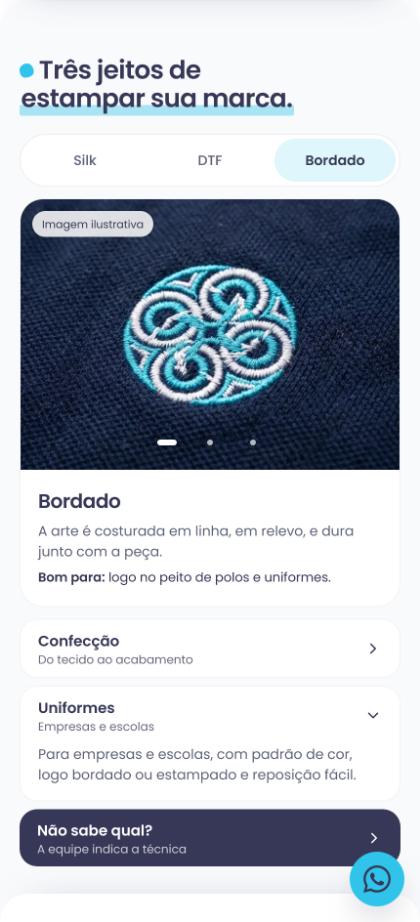 Três jeitos de
estampar sua marca.
Silk
DTF
Bordado
Imagem ilustrativa
Bordado
A arte é costurada em linha, em relevo, e dura
junto com a peça.
Bom para: logo no peito de polos e uniformes.
Confecção
Do tecido ao acabamento
Uniformes
Empresas e escolas
Para empresas e escolas, com padrão de cor,
logo bordado ou estampado e reposição fácil.
Não sabe qual?
A equipe indica a técnica